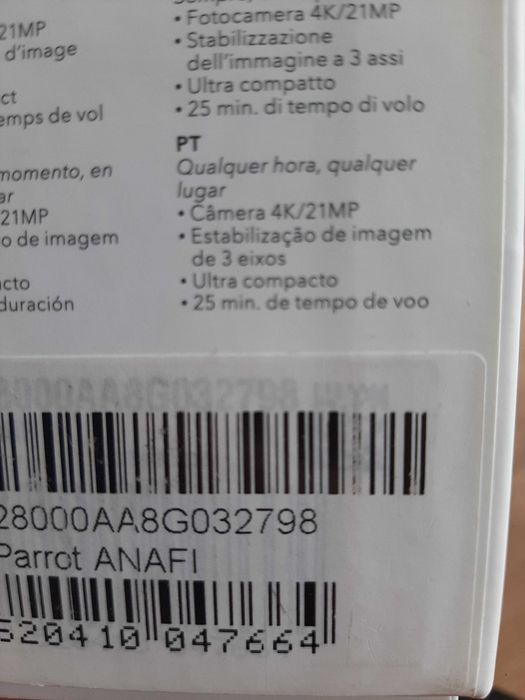 21MP
d'image
ct
emps de vol
momento, en
ar
21MP
o de imagem
acto
duración
• Fotocamera 4K/21MP
• Stabilizzazione
dell'immagine a 3 assi
• Ultra compatto
• 25 min. di tempo di volo
PT
Qualquer hora, qualquer
lugar
• Câmera 4K/21MP
• Estabilização de imagem
de 3 eixos
• Ultra compacto
• 25 min. de tempo de voo
28000AA8G032798
Parrot ANAFI
520410 047664